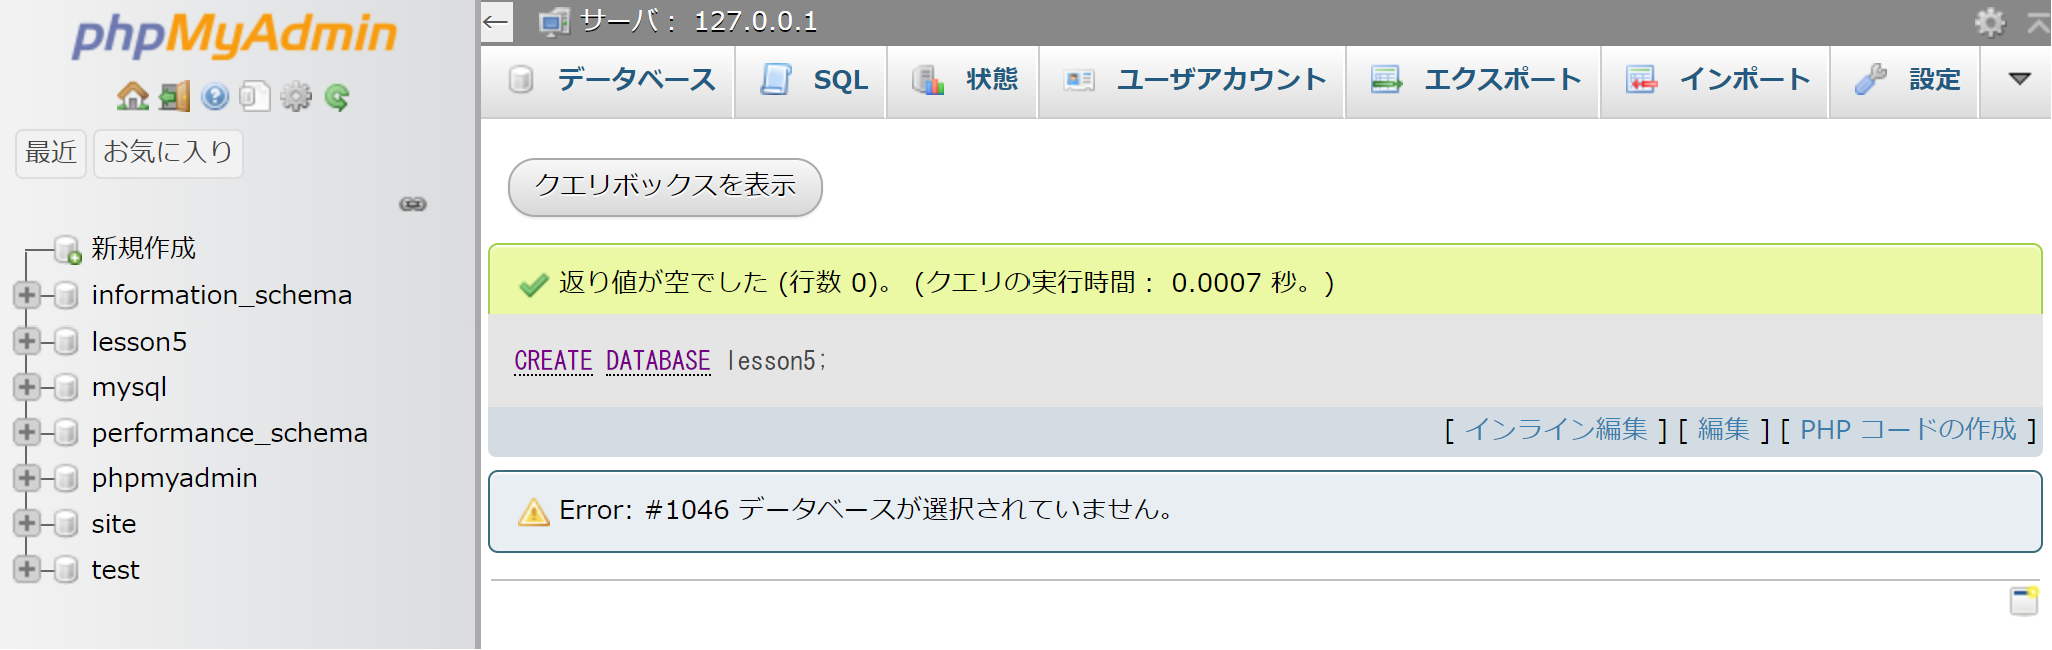 phpMyAdmin
最近 お気に入り
新規作成
information_schema
lesson5
mysql
performance_schema
phpmyadmin
site
test
サーバ： 127.0.0.1
データベース SQL 状態 ユーザアカウント エクスポート インポート 設定
クエリボックスを表示
返り値が空でした (行数 0)。 (クエリの実行時間： 0.0007 秒。)
CREATE DATABASE lesson5;
[ インライン編集 ] [ 編集 ] [ PHP コードの作成 ]
Error: #1046 データベースが選択されていません。